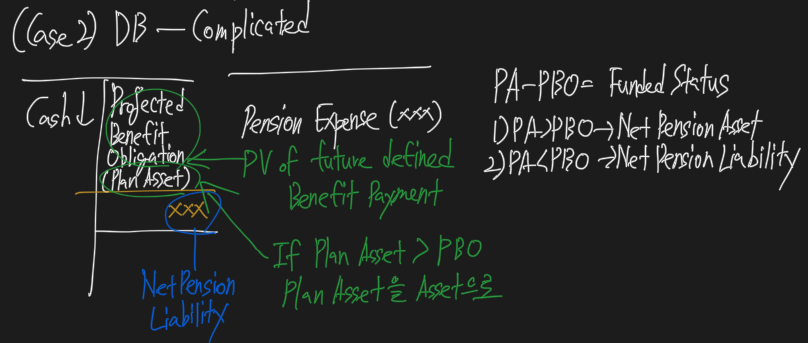 (Case 2) DB — Complicated
Cash↓
Projected
Benefit
Obligation
(Plan Asset)
xxx
Net Pension
Liability
Pension Expense (xxx)
PV of future defined
Benefit Payment
If Plan Asset > PBO
Plan Asset을 Asset으로
PA-PBO = Funded Status
1) PA>PBO → Net Pension Asset
2) PA<PBO → Net Pension Liability